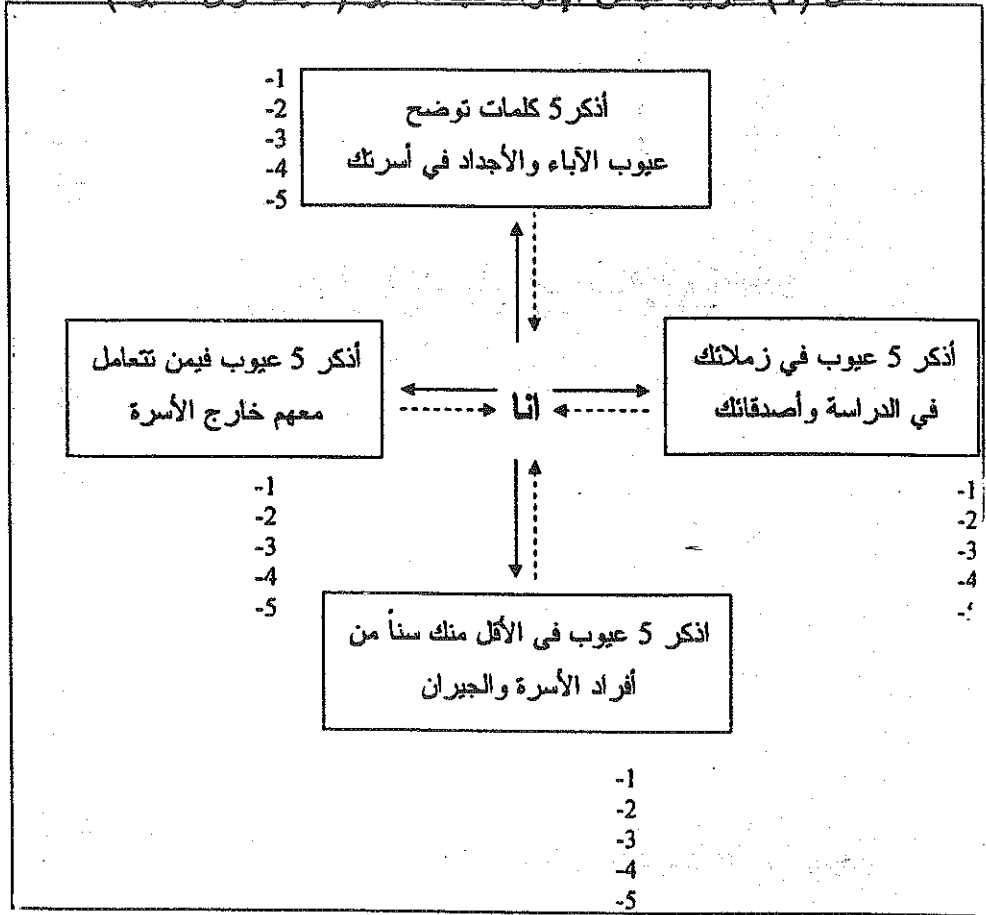 -1
-2
-3
-4
-5
أذكر 5 كلمات توضح
عيوب الآباء والأجداد في أسرتك
أذكر 5 عيوب في زملائك
في الدراسة وأصدقائك
-1
-2
-3
-4
انا
أذكر 5 عيوب فيمن تتعامل
معهم خارج الأسرة
-1
-2
-3
-4
-5
اذكر 5 عيوب في الأقل منك سناً من
أفراد الأسرة والجيران
-1
-2
-3
-4
-5